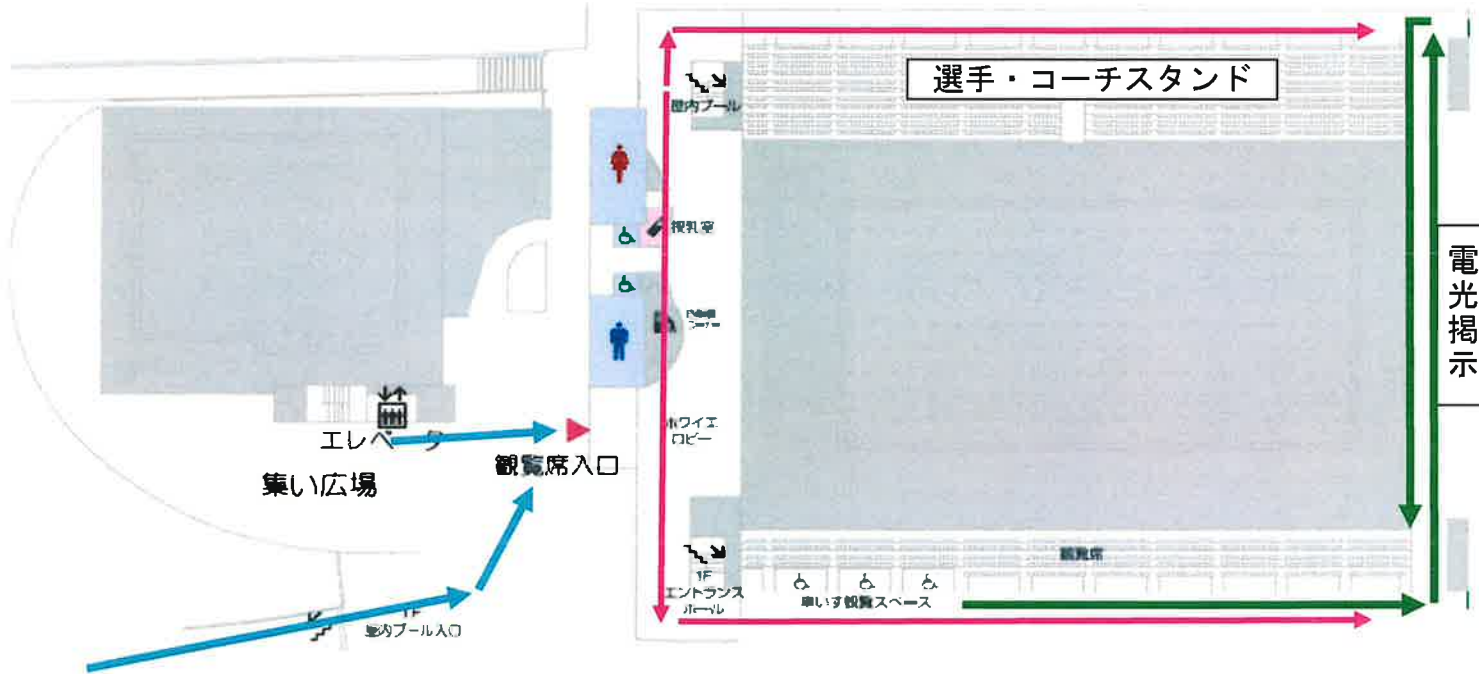 選手・コーチスタンド
屋内プール
授乳室
電光掲示
ホワイエ
ロビー
エレベータ
観覧席入口
集い広場
観覧席
1F
エントランス
ホール
車いす観覧スペース
1F
屋内プール入口